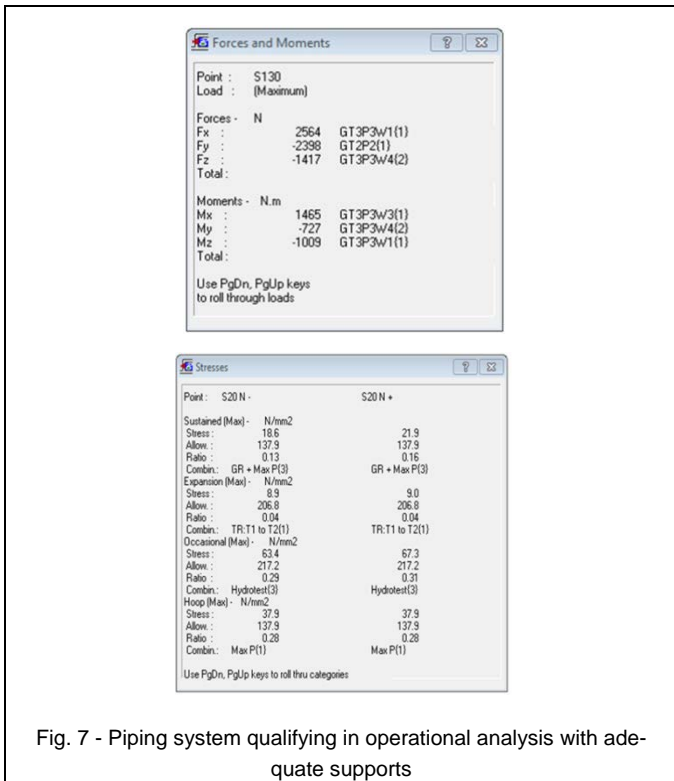 Forces and Moments
Point : S130
Load : (Maximum)
Forces - N
Fx : 2564 GT3P3W1{1}
Fy : -2398 GT2P2{1}
Fz : -1417 GT3P3W4{2}
Total :
Moments - N.m
Mx : 1465 GT3P3W3{1}
My : -727 GT3P3W4{2}
Mz : -1009 GT3P3W1{1}
Total :
Use PgDn, PgUp keys
to roll through loads
Stresses
Point : S20 N - S20 N +
Sustained (Max) - N/mm2
Stress : 18.6 21.9
Allow. : 137.9 137.9
Ratio : 0.13 0.16
Combin.: GR + Max P{3} GR + Max P{3}
Expansion (Max) - N/mm2
Stress : 8.9 9.0
Allow. : 206.8 206.8
Ratio : 0.04 0.04
Combin.: TR:T1 to T2{1} TR:T1 to T2{1}
Occasional (Max) - N/mm2
Stress : 63.4 67.3
Allow. : 217.2 217.2
Ratio : 0.29 0.31
Combin.: Hydrotest{3} Hydrotest{3}
Hoop (Max) - N/mm2
Stress : 37.9 37.9
Allow. : 137.9 137.9
Ratio : 0.28 0.28
Combin.: Max P{1} Max P{1}
Use PgDn, PgUp keys to roll thru categories
Fig. 7 - Piping system qualifying in operational analysis with ade-
quate supports